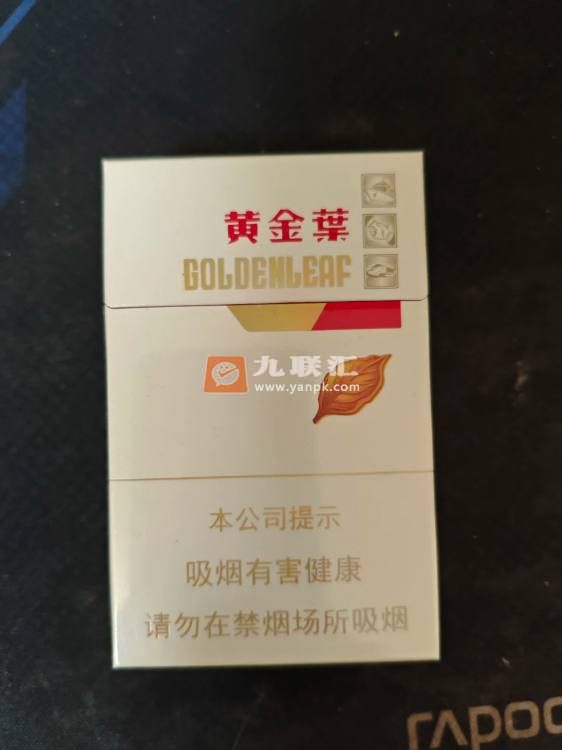 黄金葉
GOLDENLEAF
九联汇
www.yanpk.com
本公司提示
吸烟有害健康
请勿在禁烟场所吸烟
rapoo